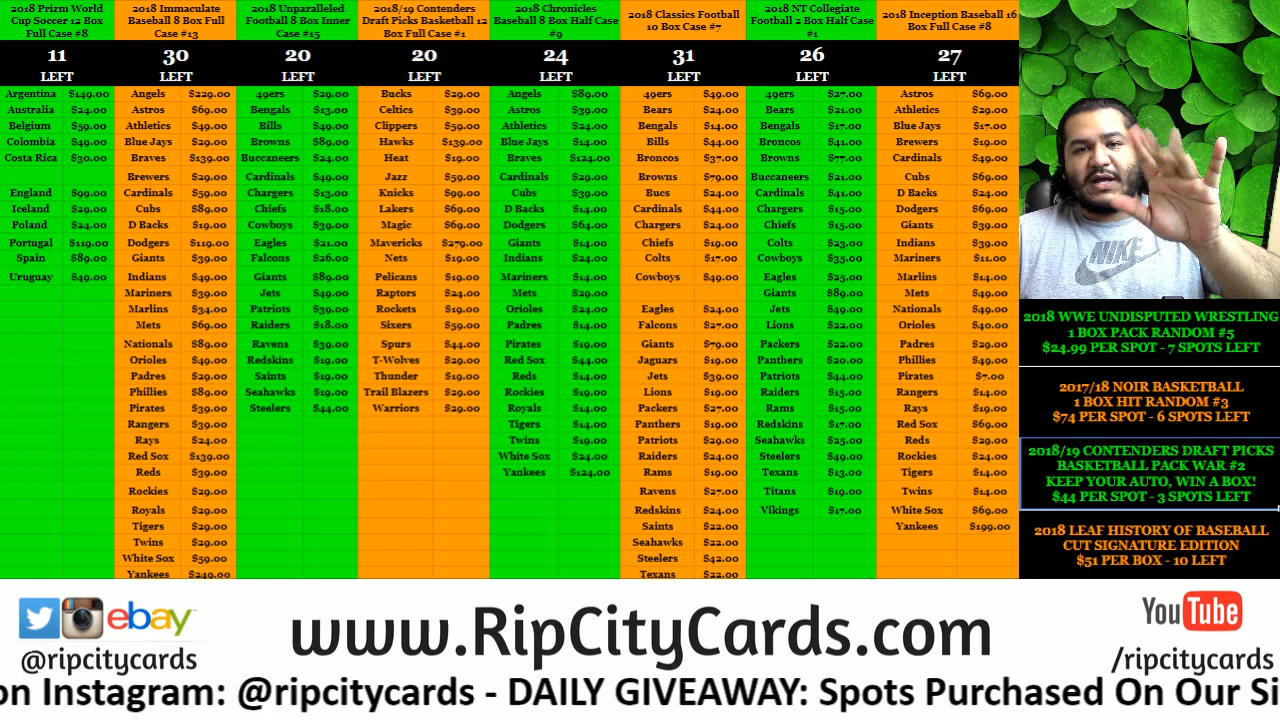 2018 Prizm World
Cup Soccer 12 Box
Full Case #8
11
LEFT
Argentina $149.00
Australia $24.00
Belgium $59.00
Colombia $49.00
Costa Rica $30.00
England $99.00
Iceland $29.00
Poland $24.00
Portugal $119.00
Spain $89.00
Uruguay $49.00
2018 Immaculate
Baseball 8 Box Full
Case #13
30
LEFT
Angels $229.00
Astros $69.00
Athletics $49.00
Blue Jays $29.00
Braves $139.00
Brewers $29.00
Cardinals $59.00
Cubs $89.00
D Backs $19.00
Dodgers $119.00
Giants $39.00
Indians $49.00
Mariners $39.00
Marlins $34.00
Mets $69.00
Nationals $89.00
Orioles $49.00
Padres $29.00
Phillies $89.00
Pirates $39.00
Rangers $39.00
Rays $24.00
Red Sox $139.00
Reds $39.00
Rockies $29.00
Royals $29.00
Tigers $29.00
Twins $29.00
White Sox $59.00
Yankees $249.00
2018 Unparalleled
Football 8 Box Inner
Case #15
20
LEFT
49ers $29.00
Bengals $13.00
Bills $49.00
Browns $89.00
Buccaneers $24.00
Cardinals $49.00
Chargers $13.00
Chiefs $18.00
Cowboys $39.00
Eagles $21.00
Falcons $26.00
Giants $89.00
Jets $49.00
Patriots $39.00
Raiders $18.00
Ravens $39.00
Redskins $19.00
Saints $19.00
Seahawks $19.00
Steelers $44.00
2018/19 Contenders
Draft Picks Basketball 12
Box Full Case #1
20
LEFT
Bucks $29.00
Celtics $39.00
Clippers $59.00
Hawks $139.00
Heat $19.00
Jazz $59.00
Knicks $99.00
Lakers $69.00
Magic $69.00
Mavericks $279.00
Nets $19.00
Pelicans $19.00
Raptors $24.00
Rockets $19.00
Sixers $59.00
Spurs $44.00
T-Wolves $29.00
Thunder $19.00
Trail Blazers $29.00
Warriors $29.00
2018 Chronicles
Baseball 8 Box Half Case
#9
24
LEFT
Angels $89.00
Astros $39.00
Athletics $24.00
Blue Jays $14.00
Braves $124.00
Cardinals $29.00
Cubs $39.00
D Backs $14.00
Dodgers $64.00
Giants $14.00
Indians $24.00
Mariners $14.00
Mets $29.00
Orioles $24.00
Padres $14.00
Pirates $19.00
Red Sox $44.00
Reds $14.00
Rockies $19.00
Royals $14.00
Tigers $14.00
Twins $19.00
White Sox $24.00
Yankees $124.00
2018 Classics Football
10 Box Case #7
31
LEFT
49ers $49.00
Bears $24.00
Bengals $14.00
Bills $44.00
Broncos $37.00
Browns $79.00
Bucs $24.00
Cardinals $44.00
Chargers $24.00
Chiefs $19.00
Colts $17.00
Cowboys $49.00
Eagles $24.00
Falcons $27.00
Giants $79.00
Jaguars $19.00
Jets $39.00
Lions $19.00
Packers $27.00
Panthers $19.00
Patriots $29.00
Raiders $24.00
Rams $19.00
Ravens $27.00
Redskins $24.00
Saints $22.00
Seahawks $22.00
Steelers $42.00
Texans $22.00
2018 NT Collegiate
Football 2 Box Half Case
#1
26
LEFT
49ers $27.00
Bears $21.00
Bengals $17.00
Broncos $41.00
Browns $77.00
Buccaneers $21.00
Cardinals $41.00
Chargers $15.00
Chiefs $15.00
Colts $23.00
Cowboys $35.00
Eagles $25.00
Giants $89.00
Jets $49.00
Lions $22.00
Packers $22.00
Panthers $20.00
Patriots $44.00
Raiders $15.00
Rams $15.00
Redskins $17.00
Seahawks $25.00
Steelers $49.00
Texans $13.00
Titans $19.00
Vikings $17.00
2018 Inception Baseball 16
Box Full Case #8
27
LEFT
Astros $69.00
Athletics $29.00
Blue Jays $17.00
Brewers $19.00
Cardinals $49.00
Cubs $69.00
D Backs $24.00
Dodgers $69.00
Giants $39.00
Indians $39.00
Mariners $11.00
Marlins $14.00
Mets $49.00
Nationals $49.00
Orioles $40.00
Padres $29.00
Phillies $49.00
Pirates $7.00
Rangers $14.00
Rays $19.00
Red Sox $69.00
Reds $29.00
Rockies $24.00
Tigers $14.00
Twins $14.00
White Sox $69.00
Yankees $199.00
NIKE
2018 WWE UNDISPUTED WRESTLING
1 BOX PACK RANDOM #5
$24.99 PER SPOT - 7 SPOTS LEFT
2017/18 NOIR BASKETBALL
1 BOX HIT RANDOM #3
$74 PER SPOT - 6 SPOTS LEFT
2018/19 CONTENDERS DRAFT PICKS
BASKETBALL PACK WAR #2
KEEP YOUR AUTO, WIN A BOX!
$44 PER SPOT - 3 SPOTS LEFT
2018 LEAF HISTORY OF BASEBALL
CUT SIGNATURE EDITION
$51 PER BOX - 10 LEFT
ebay
@ripcitycards
www.RipCityCards.com
YouTube
/ripcitycards
on Instagram: @ripcitycards - DAILY GIVEAWAY: Spots Purchased On Our Si